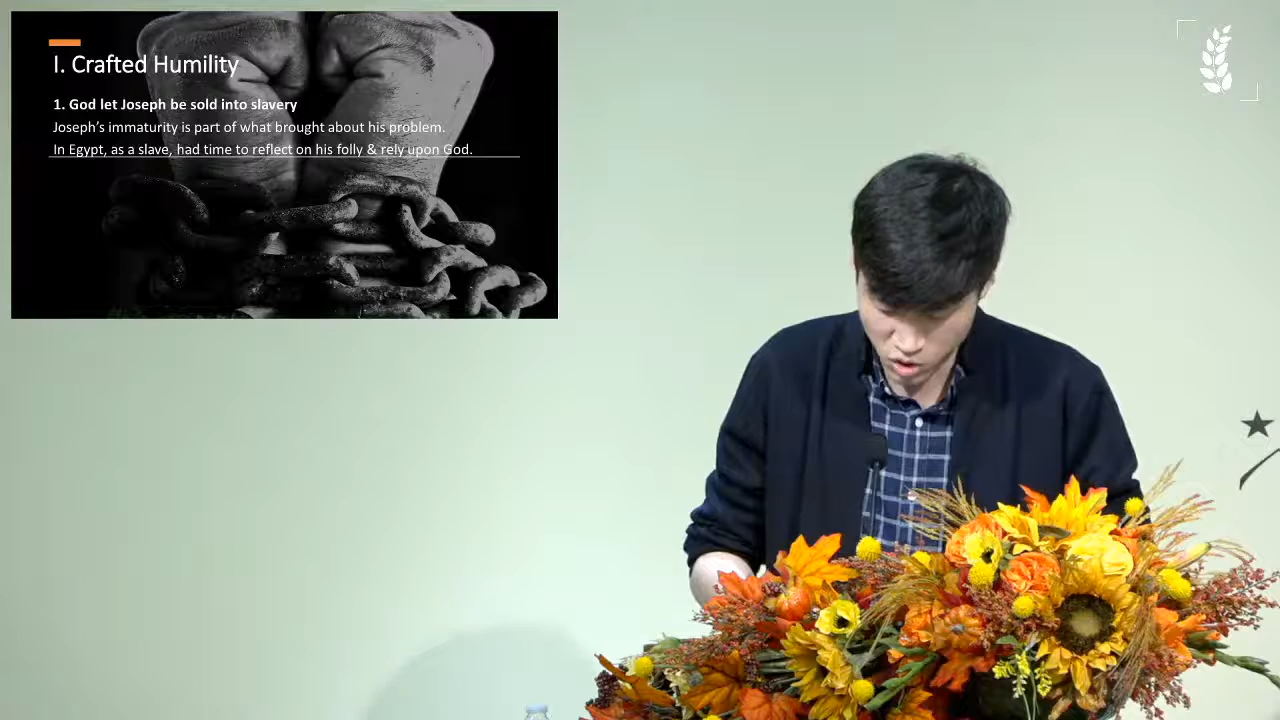 I. Crafted Humility
1. God let Joseph be sold into slavery
Joseph’s immaturity is part of what brought about his problem.
In Egypt, as a slave, had time to reflect on his folly & rely upon God.